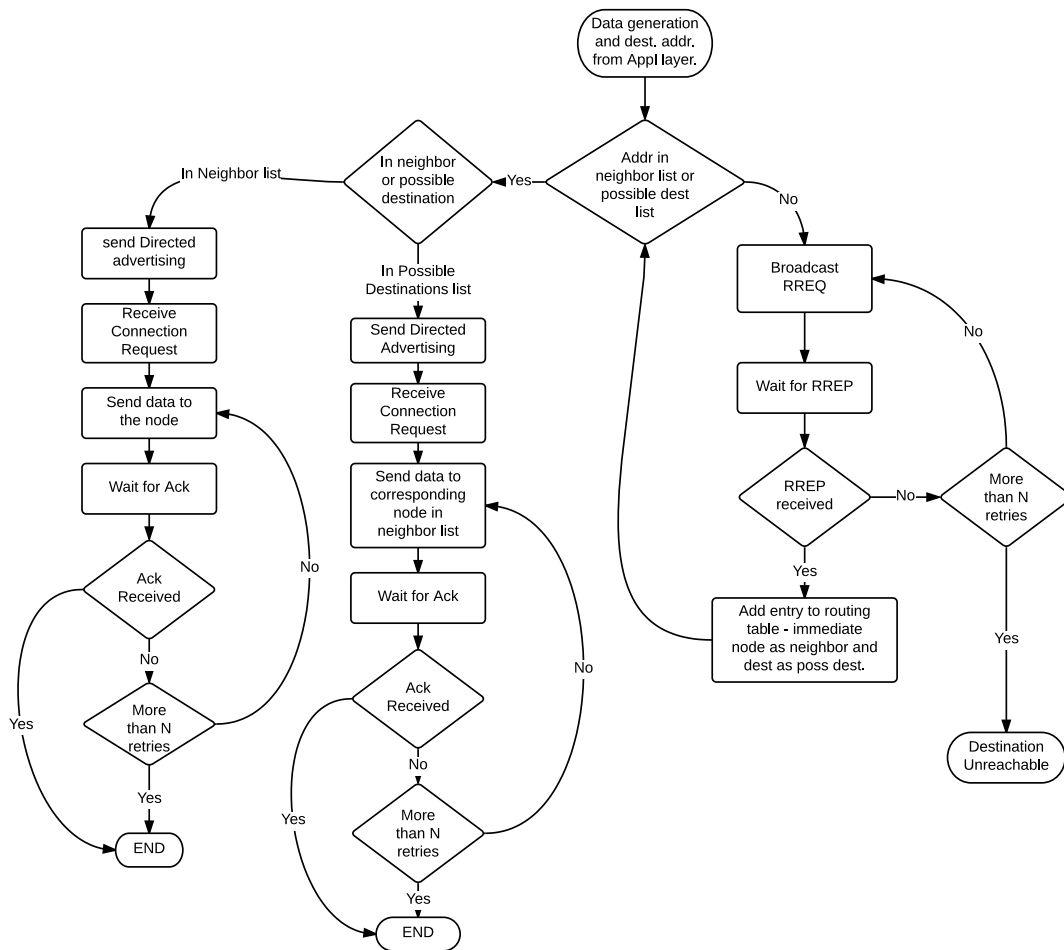 Data generation
and dest. addr.
from Appl layer.
Addr in
neighbor list or
possible dest
list
Yes
No
In neighbor
or possible
destination
In Neighbor list
In Possible
Destinations list
send Directed
advertising
Receive
Connection
Request
Send data to
the node
Wait for Ack
Ack
Received
No
Yes
More
than N
retries
No
Yes
END
Send Directed
Advertising
Receive
Connection
Request
Send data to
corresponding
node in
neighbor list
Wait for Ack
Ack
Received
No
Yes
More
than N
retries
No
Yes
END
Broadcast
RREQ
Wait for RREP
RREP
received
No
Yes
Add entry to routing
table - immediate
node as neighbor and
dest as poss dest.
More
than N
retries
No
Yes
Destination
Unreachable